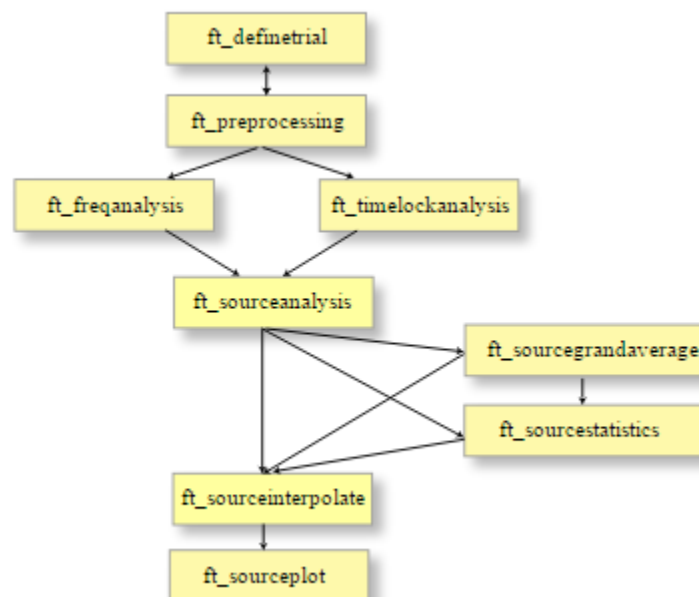 ft_definetrial
ft_preprocessing
ft_freqanalysis
ft_timelockanalysis
ft_sourceanalysis
ft_sourcegrandaverage
ft_sourcestatistics
ft_sourceinterpolate
ft_sourceplot